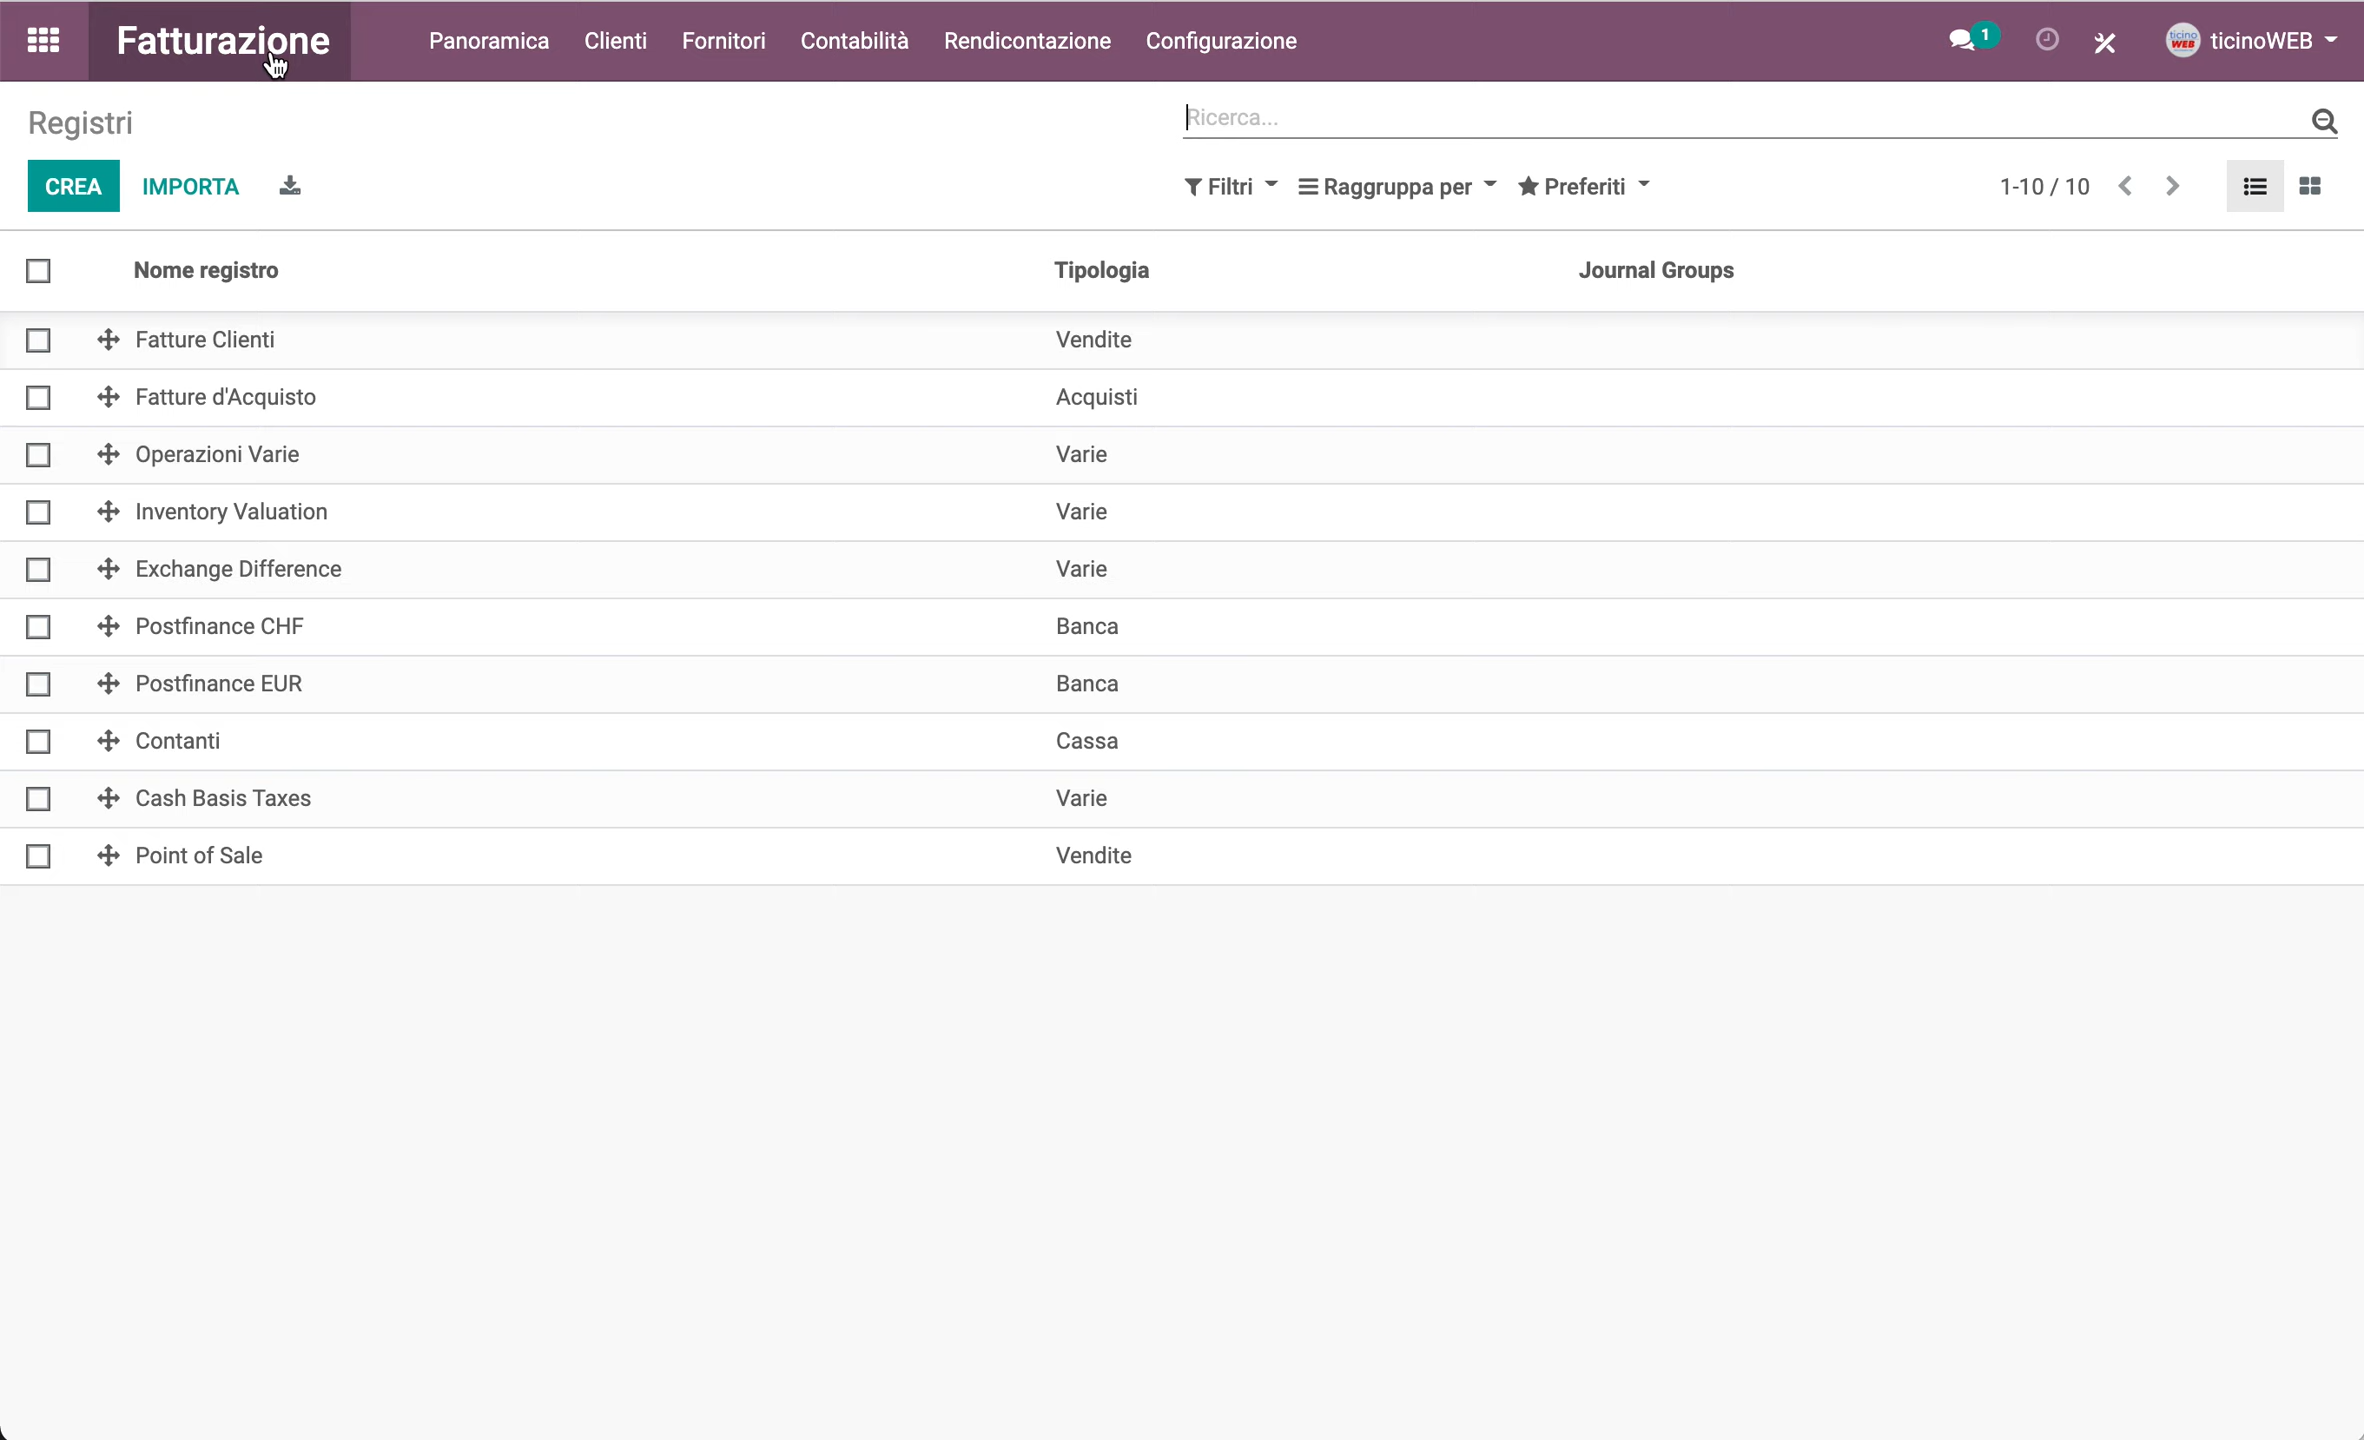 Fatturazione Panoramica Clienti Fornitori Contabilità Rendicontazione Configurazione 1 ticino WEB ticinoWEB
Registri Ricerca...
CREA IMPORTA Filtri Raggruppa per Preferiti 1-10 / 10
Nome registro Tipologia Journal Groups
Fatture Clienti Vendite
Fatture d'Acquisto Acquisti
Operazioni Varie Varie
Inventory Valuation Varie
Exchange Difference Varie
Postfinance CHF Banca
Postfinance EUR Banca
Contanti Cassa
Cash Basis Taxes Varie
Point of Sale Vendite